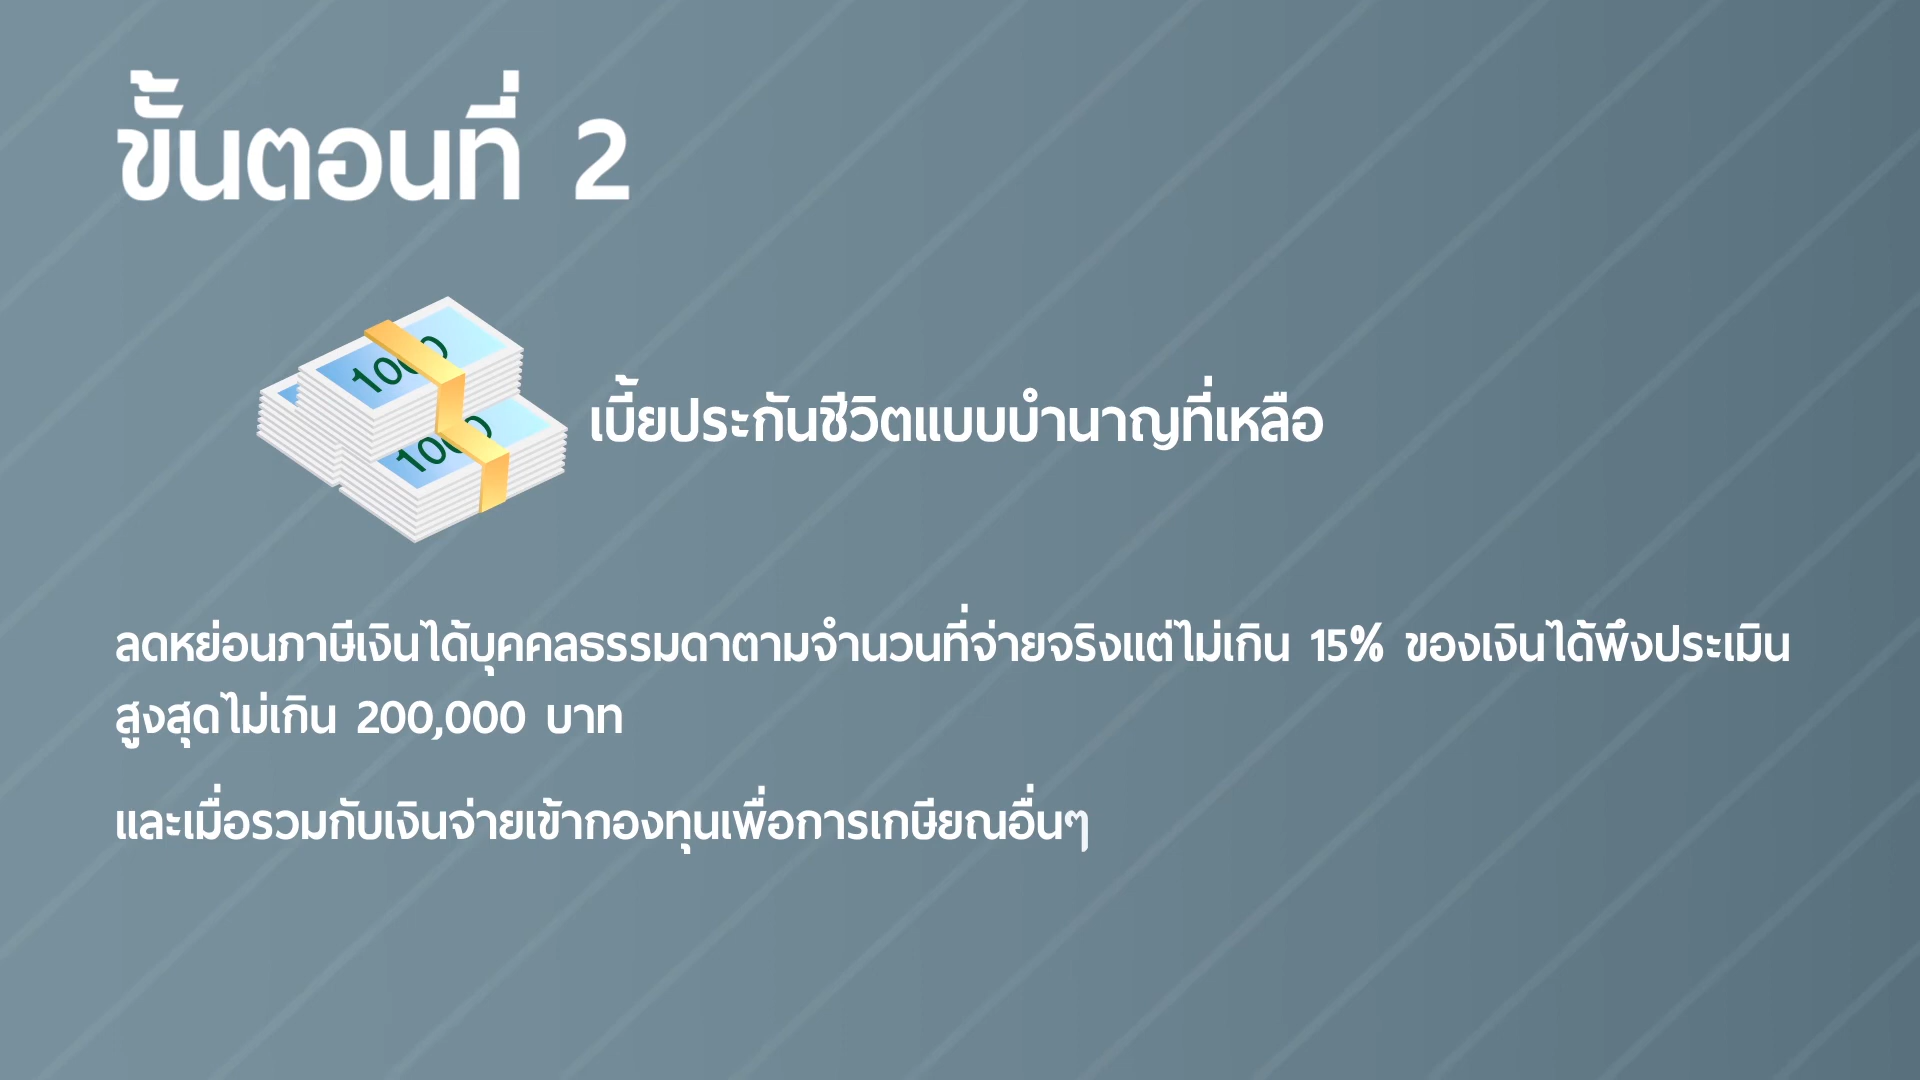 ขั้นตอนที่ 2
1000
1000
เบี้ยประกันชีวิตแบบบำนาญที่เหลือ
ลดหย่อนภาษีเงินได้บุคคลธรรมดาตามจำนวนที่จ่ายจริงแต่ไม่เกิน 15% ของเงินได้พึงประเมิน
สูงสุดไม่เกิน 200,000 บาท
และเมื่อรวมกับเงินจ่ายเข้ากองทุนเพื่อการเกษียณอื่นๆ